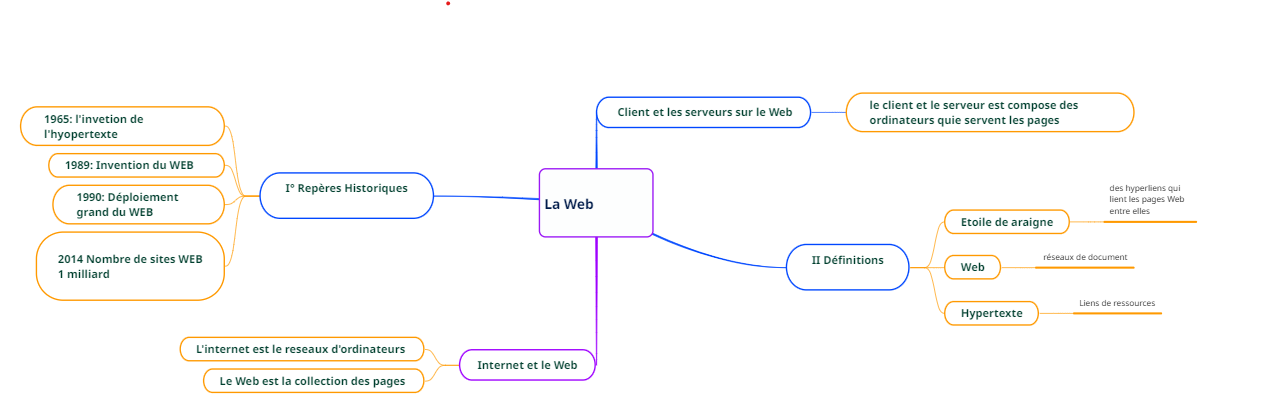 La Web
I° Repères Historiques
1965: l'invetion de
l'hyopertexte
1989: Invention du WEB
1990: Déploiement
grand du WEB
2014 Nombre de sites WEB
1 milliard
Client et les serveurs sur le Web
le client et le serveur est compose des
ordinateurs quie servent les pages
II Définitions
Etoile de araigne
des hyperliens qui
lient les pages Web
entre elles
Web
réseaux de document
Hypertexte
Liens de ressources
Internet et le Web
L'internet est le reseaux d'ordinateurs
Le Web est la collection des pages